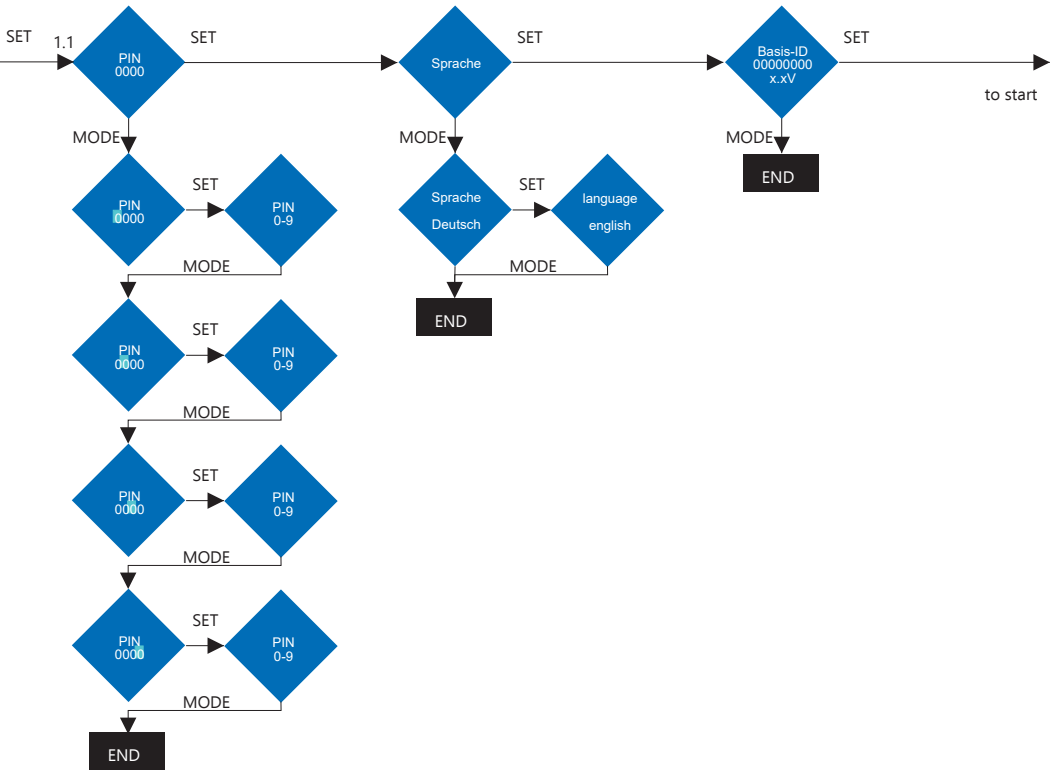 SET
1.1
PIN
0000
SET
Sprache
SET
Basis-ID
00000000
x.xV
SET
to start
MODE
MODE
MODE
PIN
0000
SET
PIN
0-9
Sprache
Deutsch
SET
language
english
END
MODE
MODE
END
PIN
0000
SET
PIN
0-9
MODE
PIN
0000
SET
PIN
0-9
MODE
PIN
0000
SET
PIN
0-9
MODE
END